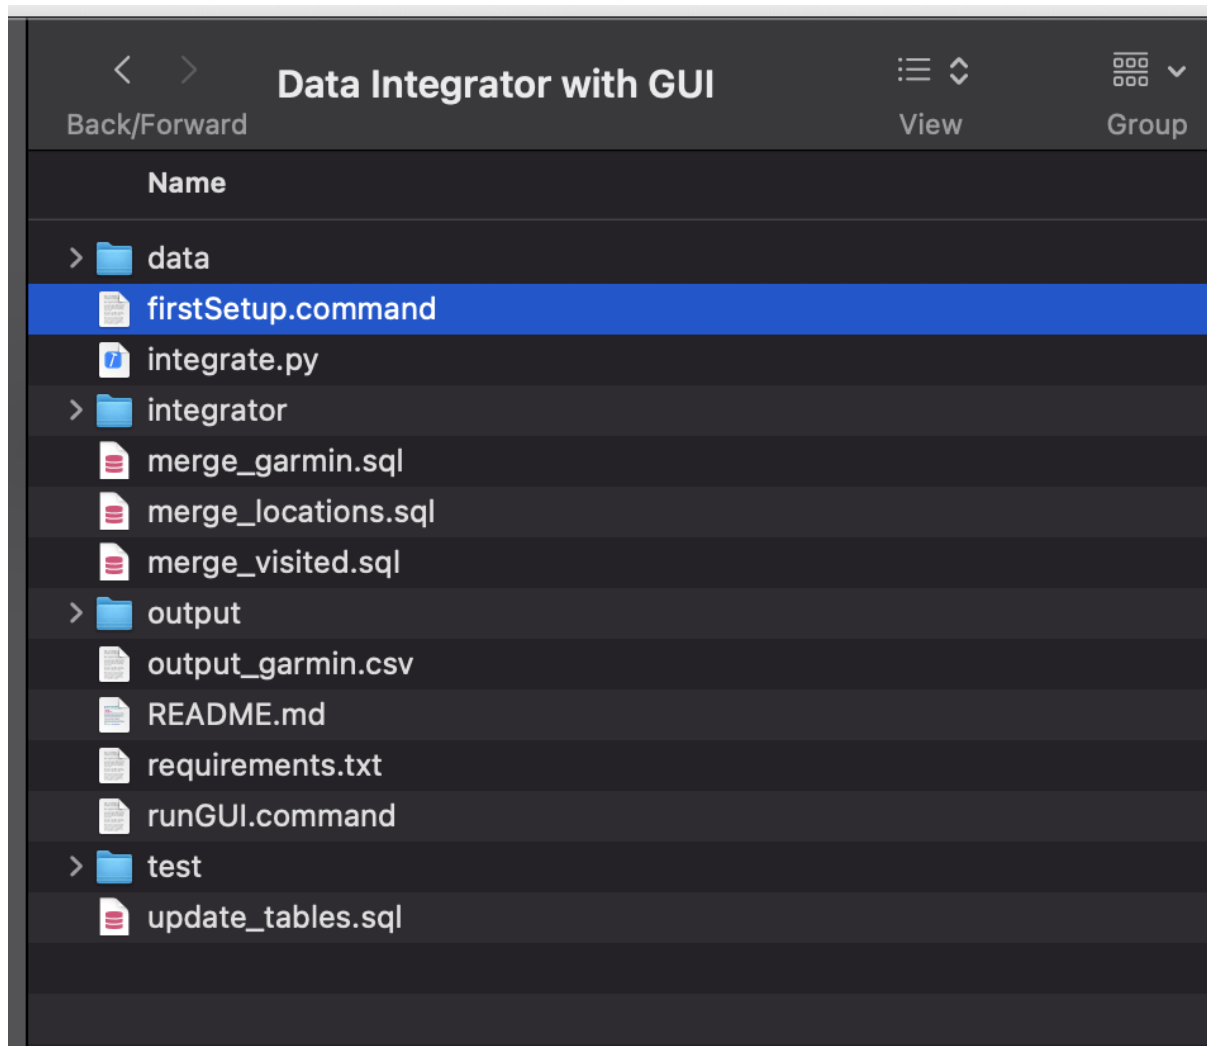 Data Integrator with GUI
Back/Forward
View
Group
Name
data
firstSetup.command
integrate.py
integrator
merge_garmin.sql
merge_locations.sql
merge_visited.sql
output
output_garmin.csv
README.md
requirements.txt
runGUI.command
test
update_tables.sql